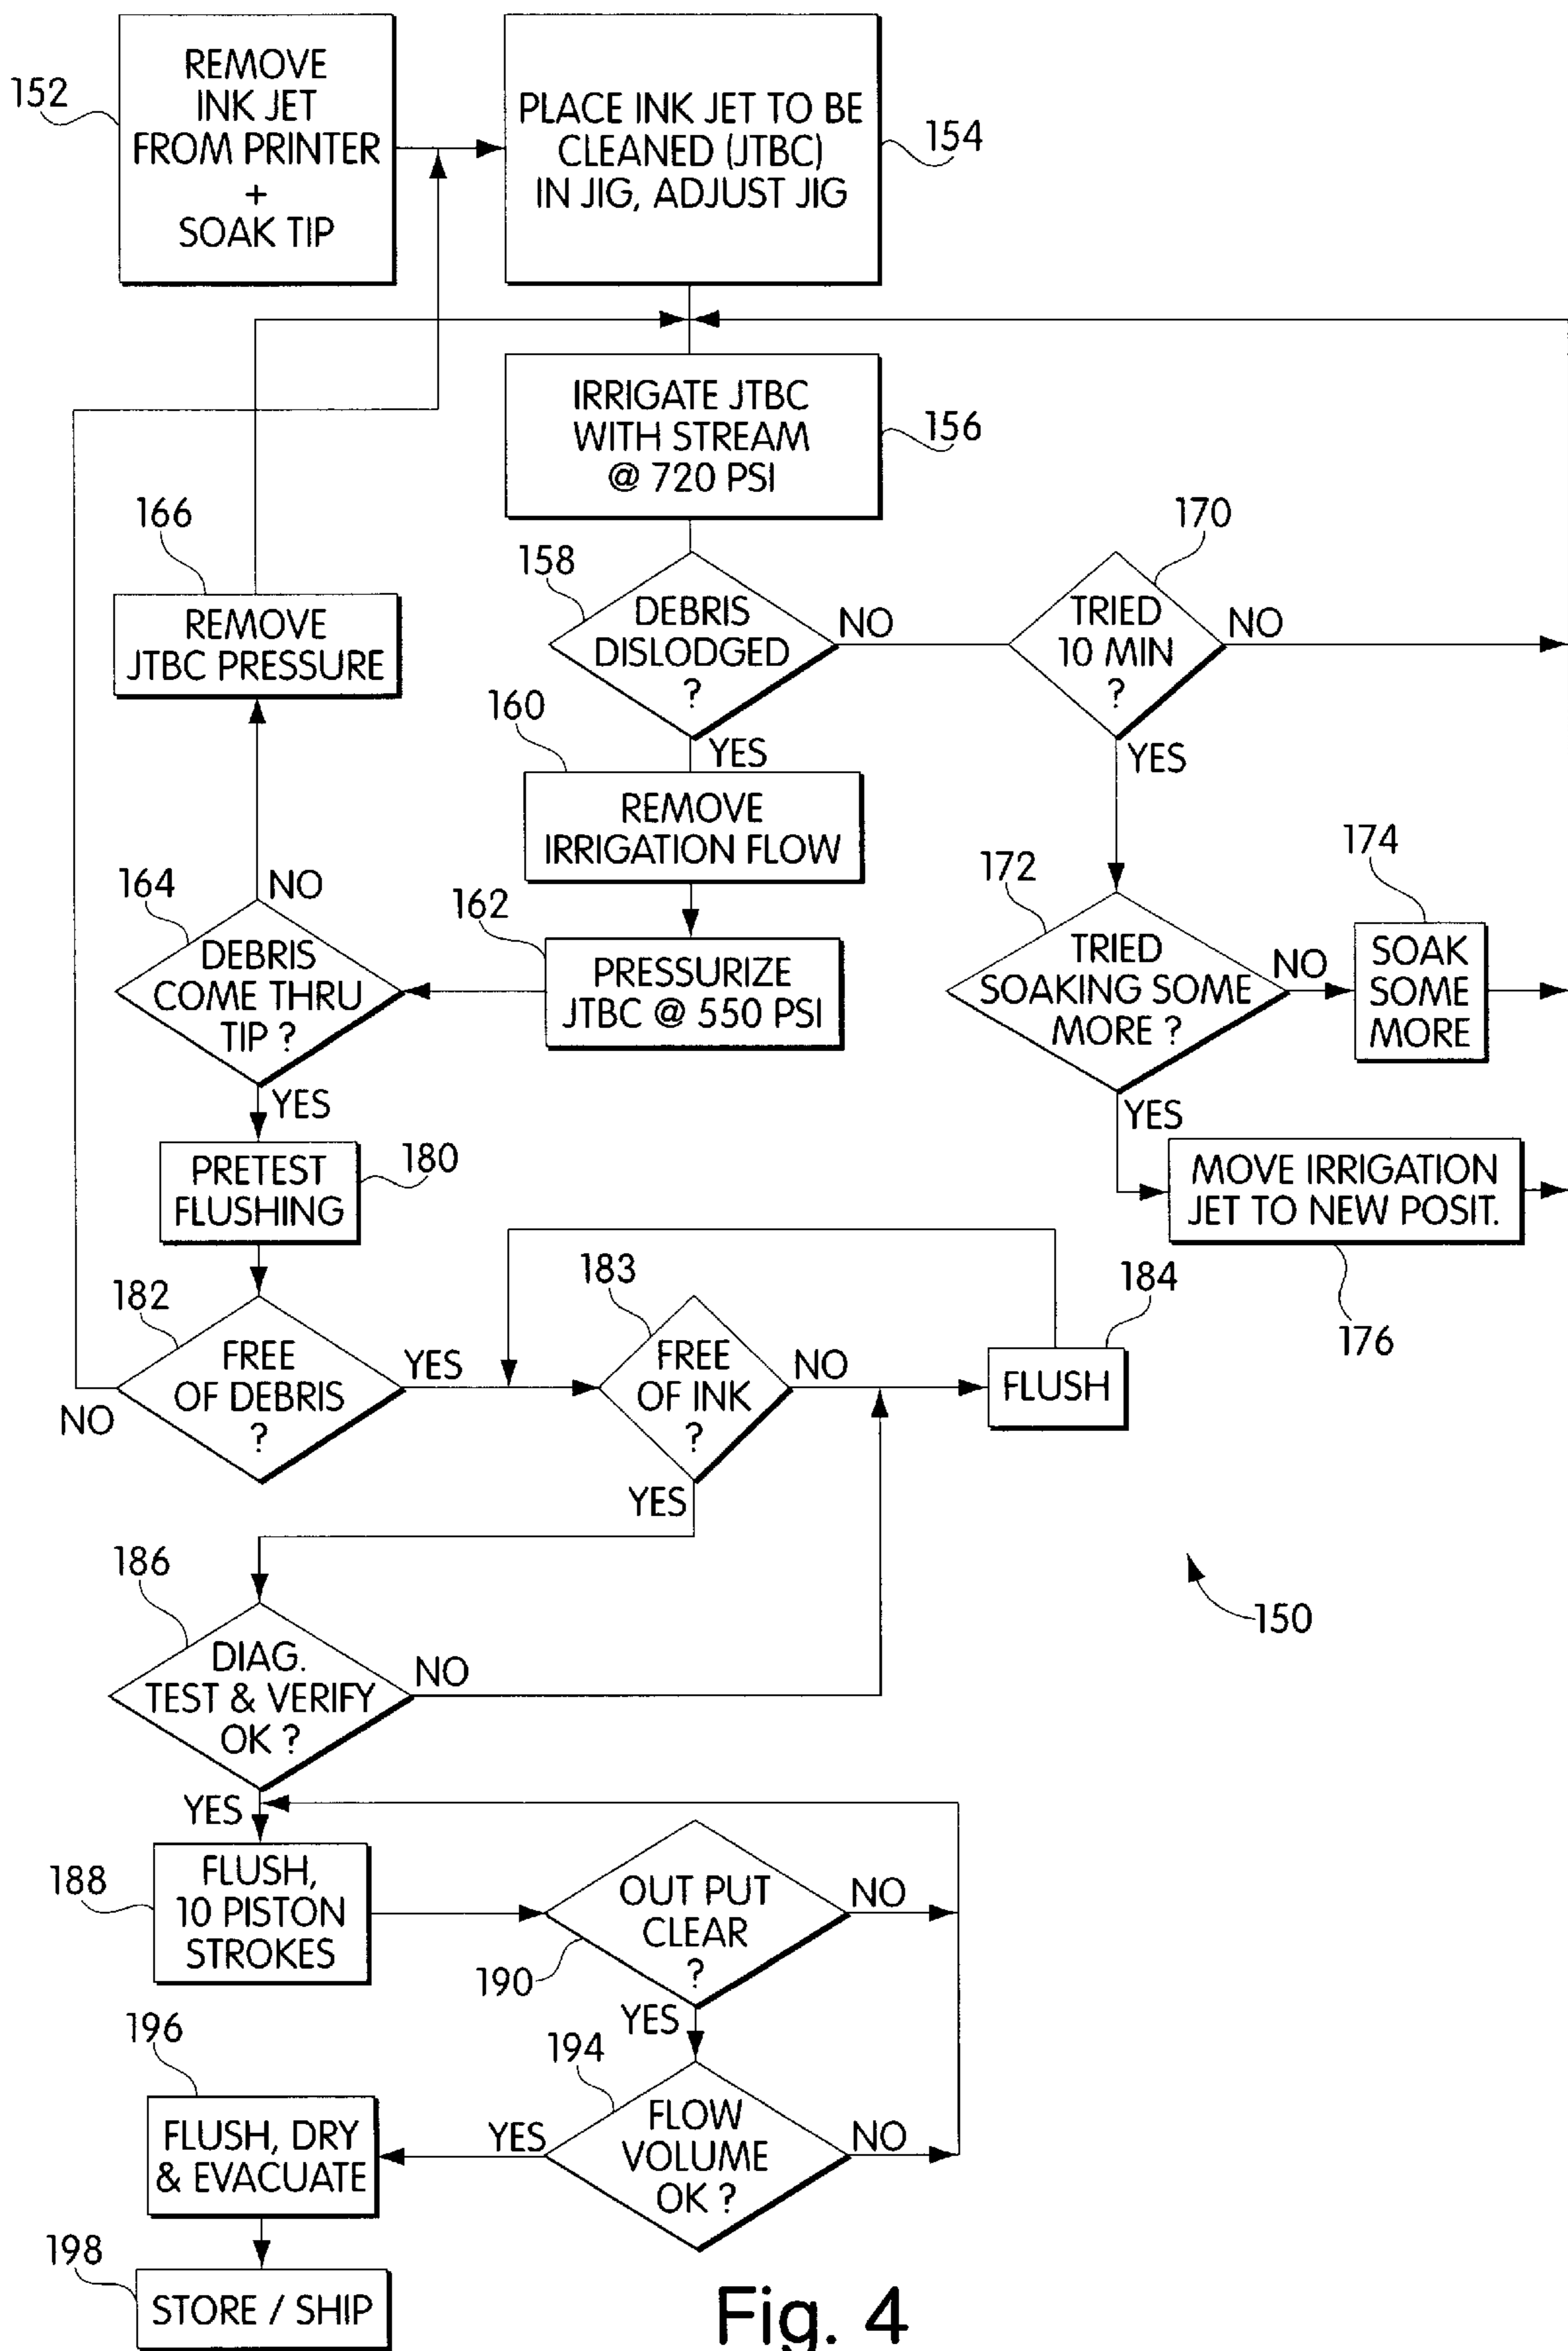 152
REMOVE
INK JET
FROM PRINTER
+
SOAK TIP
PLACE INK JET TO BE
CLEANED (JTBC)
IN JIG, ADJUST JIG
154
IRRIGATE JTBC
WITH STREAM
@ 720 PSI
156
166
REMOVE
JTBC PRESSURE
158
DEBRIS
DISLODGED
?
NO
YES
170
TRIED
10 MIN
?
NO
YES
160
REMOVE
IRRIGATION FLOW
164
NO
DEBRIS
COME THRU
TIP ?
YES
162
PRESSURIZE
JTBC @ 550 PSI
172
TRIED
SOAKING SOME
MORE ?
NO
YES
174
SOAK
SOME
MORE
PRETEST
FLUSHING
180
MOVE IRRIGATION
JET TO NEW POSIT.
176
182
FREE
OF DEBRIS
?
NO
YES
183
FREE
OF INK
?
NO
YES
184
FLUSH
186
DIAG.
TEST & VERIFY
OK ?
NO
YES
150
188
FLUSH,
10 PISTON
STROKES
OUT PUT
CLEAR
?
NO
190
YES
194
FLOW
VOLUME
OK ?
NO
YES
196
FLUSH, DRY
& EVACUATE
198
STORE / SHIP
Fig. 4